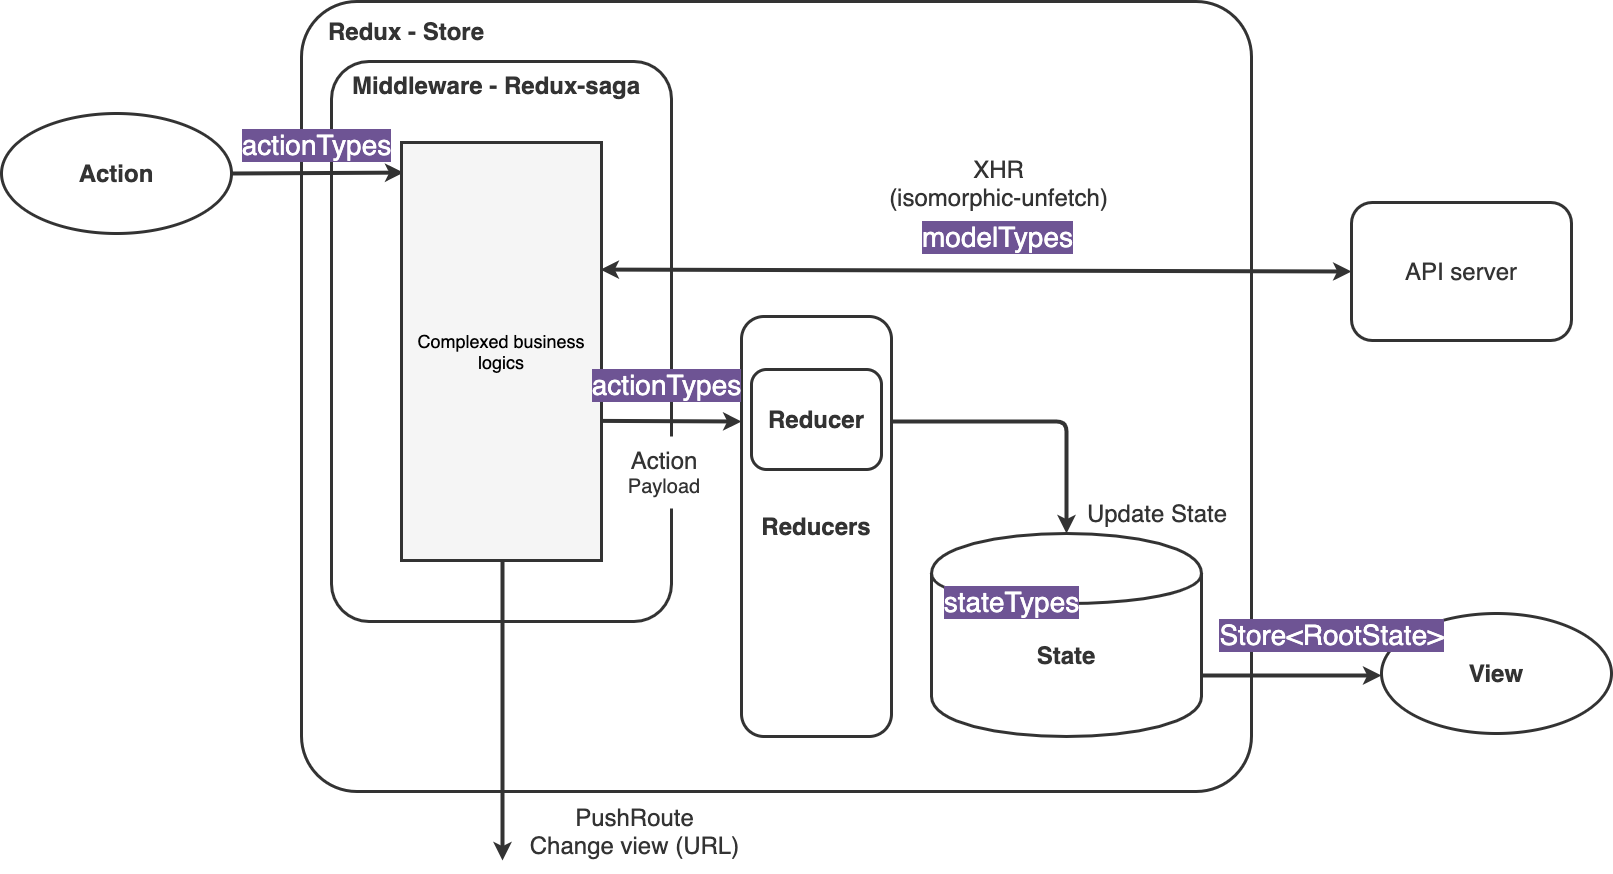 Redux - Store
Middleware - Redux-saga
actionTypes
Action
XHR
(isomorphic-unfetch)
modelTypes
API server
Complexed business
logics
actionTypes
Reducer
Action
Payload
Reducers
Update State
stateTypes
State
Store<RootState>
View
PushRoute
Change view (URL)